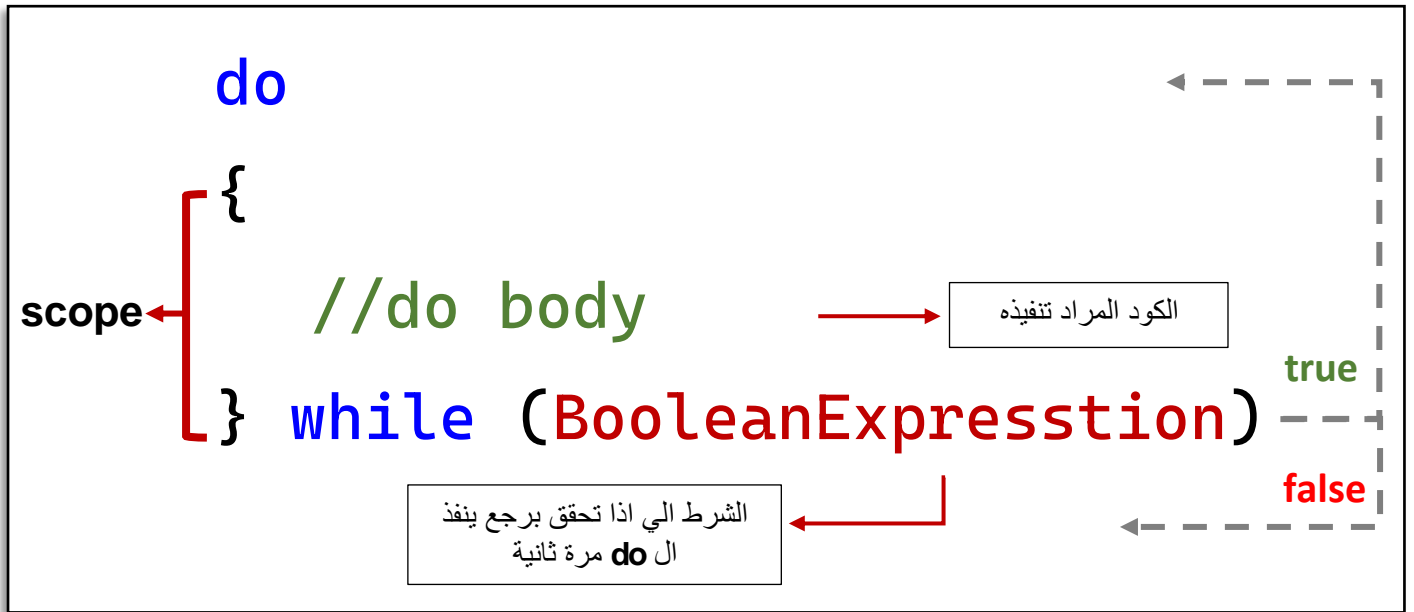 do
{
scope
//do body
الكود المراد تنفيذه
true
} while (BooleanExpresstion)
false
الشرط الي اذا تحقق برجع ينفذ
ال do مرة ثانية